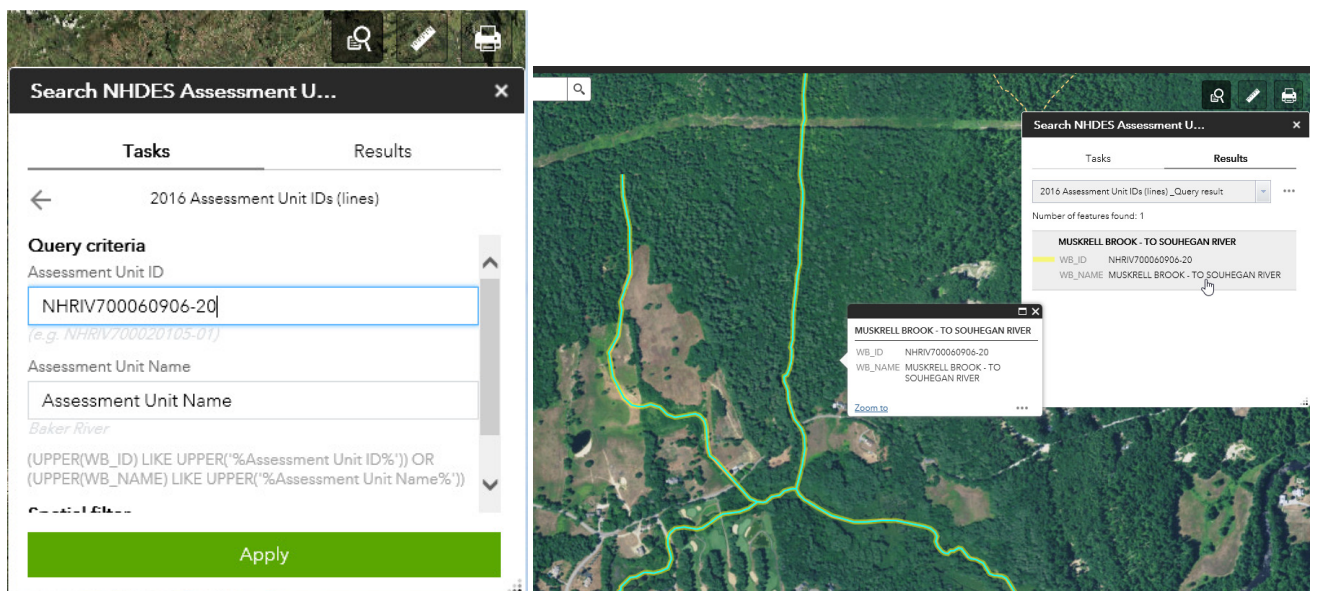 Search NHDES Assessment U...
Tasks Results
2016 Assessment Unit IDs (lines)
Query criteria
Assessment Unit ID
NHRIV700060906-20
(e.g. NHRIV700020105-01)
Assessment Unit Name
Assessment Unit Name
Baker River
(UPPER(WB_ID) LIKE UPPER('%Assessment Unit ID%')) OR
(UPPER(WB_NAME) LIKE UPPER('%Assessment Unit Name%'))
Spatial filter
Apply
Search NHDES Assessment U...
Tasks Results
2016 Assessment Unit IDs (lines) _Query result
Number of features found: 1
MUSKRELL BROOK - TO SOUHEGAN RIVER
WB_ID NHRIV700060906-20
WB_NAME MUSKRELL BROOK - TO SOUHEGAN RIVER
MUSKRELL BROOK - TO SOUHEGAN RIVER
WB_ID NHRIV700060906-20
WB_NAME MUSKRELL BROOK - TO
SOUHEGAN RIVER
Zoom to